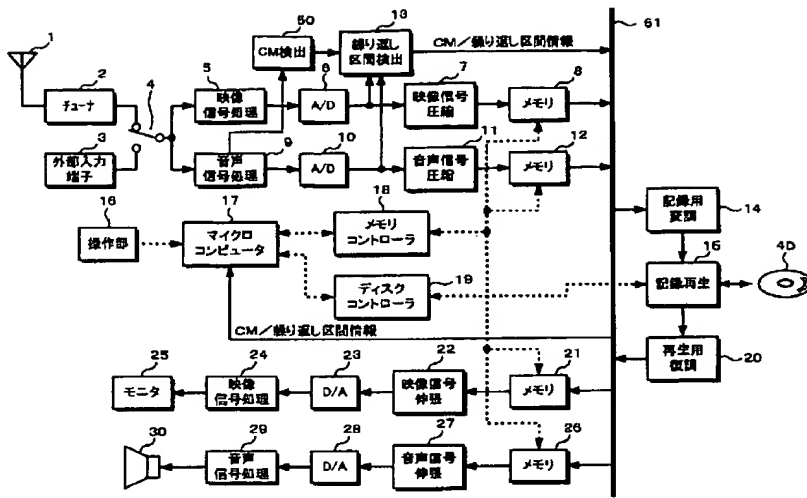 1
50
13
51
CM検出
繰り返し
区間検出
CM/繰り返し区間情報
2
チューナ
4
5
映像
信号処理
6
A/D
7
映像信号
圧縮
8
メモリ
3
外部入力
端子
9
音声
信号処理
10
A/D
11
音声信号
圧縮
12
メモリ
16
操作部
17
マイクロ
コンピュータ
18
メモリ
コントローラ
記録用
変調
14
15
記録再生
40
19
ディスク
コントローラ
CM/繰り返し区間情報
再生用
復調
20
25
モニタ
24
映像
信号処理
23
D/A
22
映像信号
伸張
21
メモリ
30
29
音声
信号処理
28
D/A
27
音声信号
伸張
26
メモリ